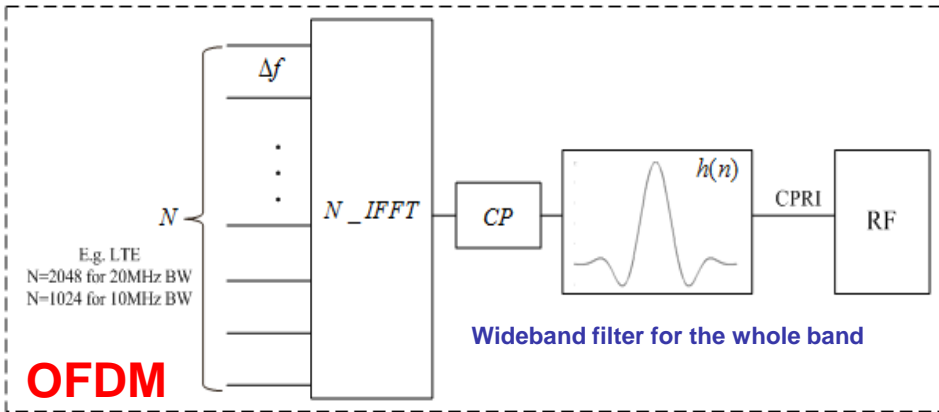 Δf
N
E.g. LTE
N=2048 for 20MHz BW
N=1024 for 10MHz BW
OFDM
N _ IFFT
CP
h(n)
Wideband filter for the whole band
CPRI
RF